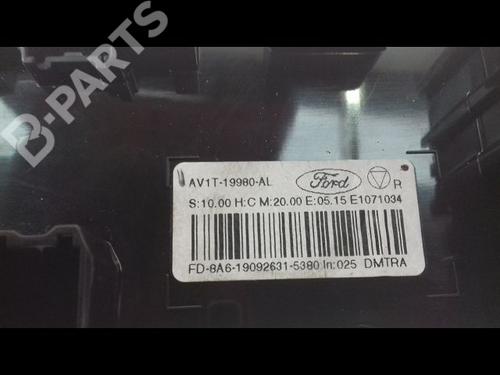 B-PARTS
AV1T-19980-AL Ford R
S:10.00 H:C M:20.00 E:05.15 E1071034
FD-8A6-19092631-5380 In:025 DMTRA